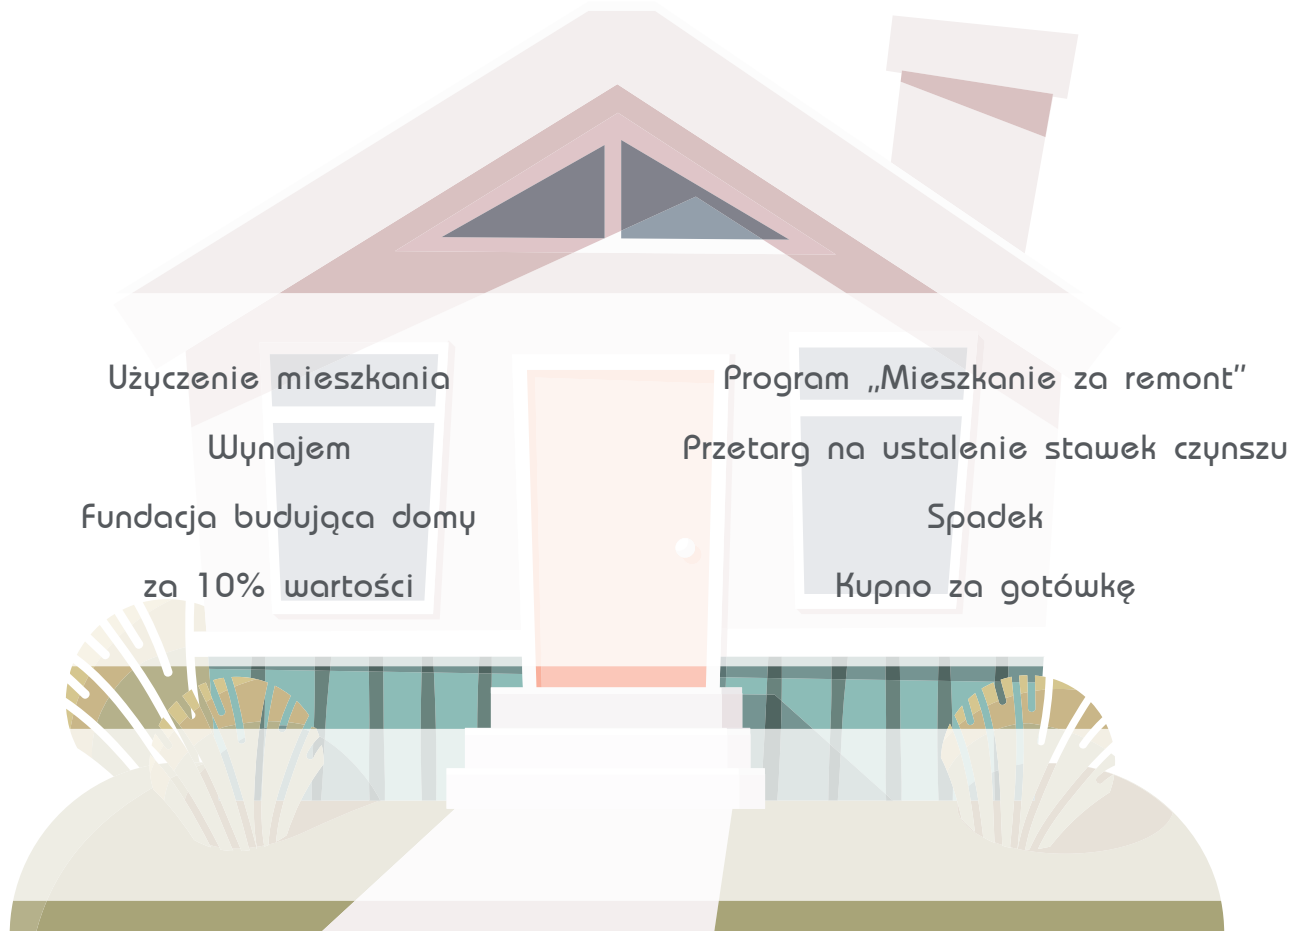 Użyczenie mieszkania
Wynajem
Fundacja budująca domy
za 10% wartości
Program „Mieszkanie za remont”
Przetarg na ustalenie stawek czynszu
Spadek
Kupno za gotówkę